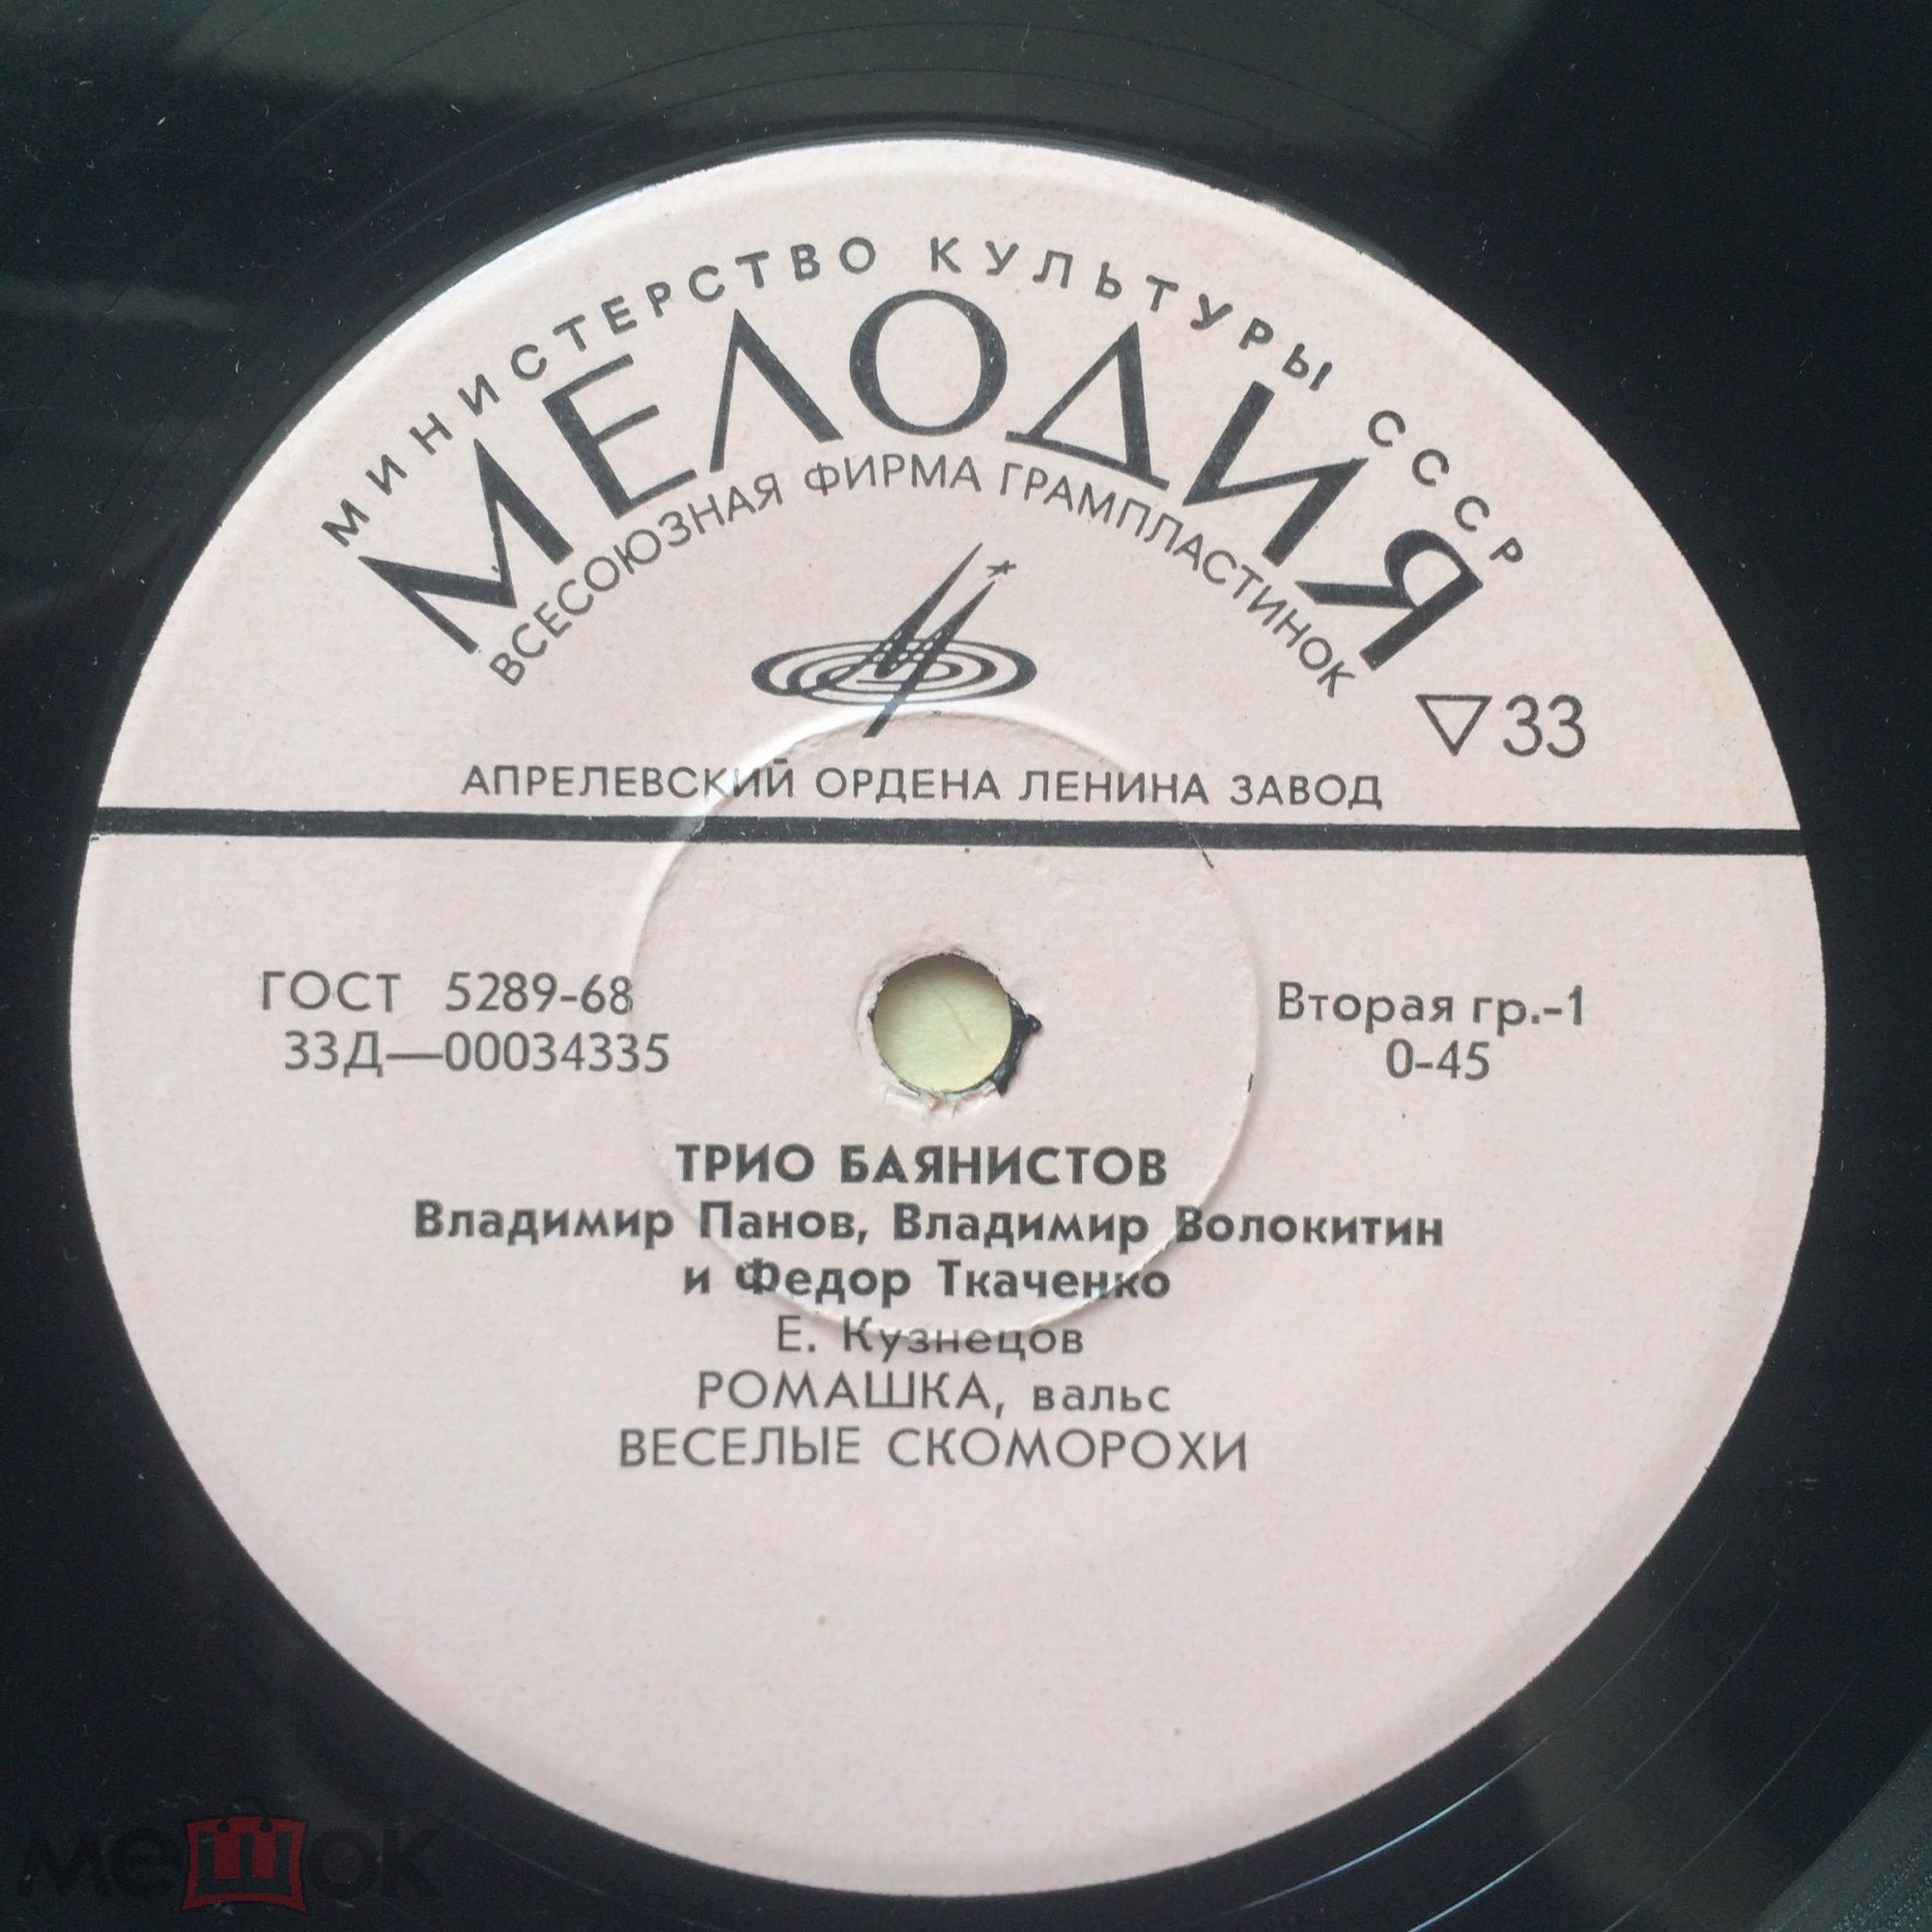 МИНИСТЕРСТВО КУЛЬТУРЫ СССР
МЕЛОДИЯ
ВСЕСОЮЗНАЯ ФИРМА ГРАМПЛАСТИНОК
▽33
АПРЕЛЕВСКИЙ ОРДЕНА ЛЕНИНА ЗАВОД
ГОСТ 5289-68
33Д—00034335
Вторая гр.-1
0-45
ТРИО БАЯНИСТОВ
Владимир Панов, Владимир Волокитин
и Федор Ткаченко
Е. Кузнецов
РОМАШКА, вальс
ВЕСЕЛЫЕ СКОМОРОХИ
мешок